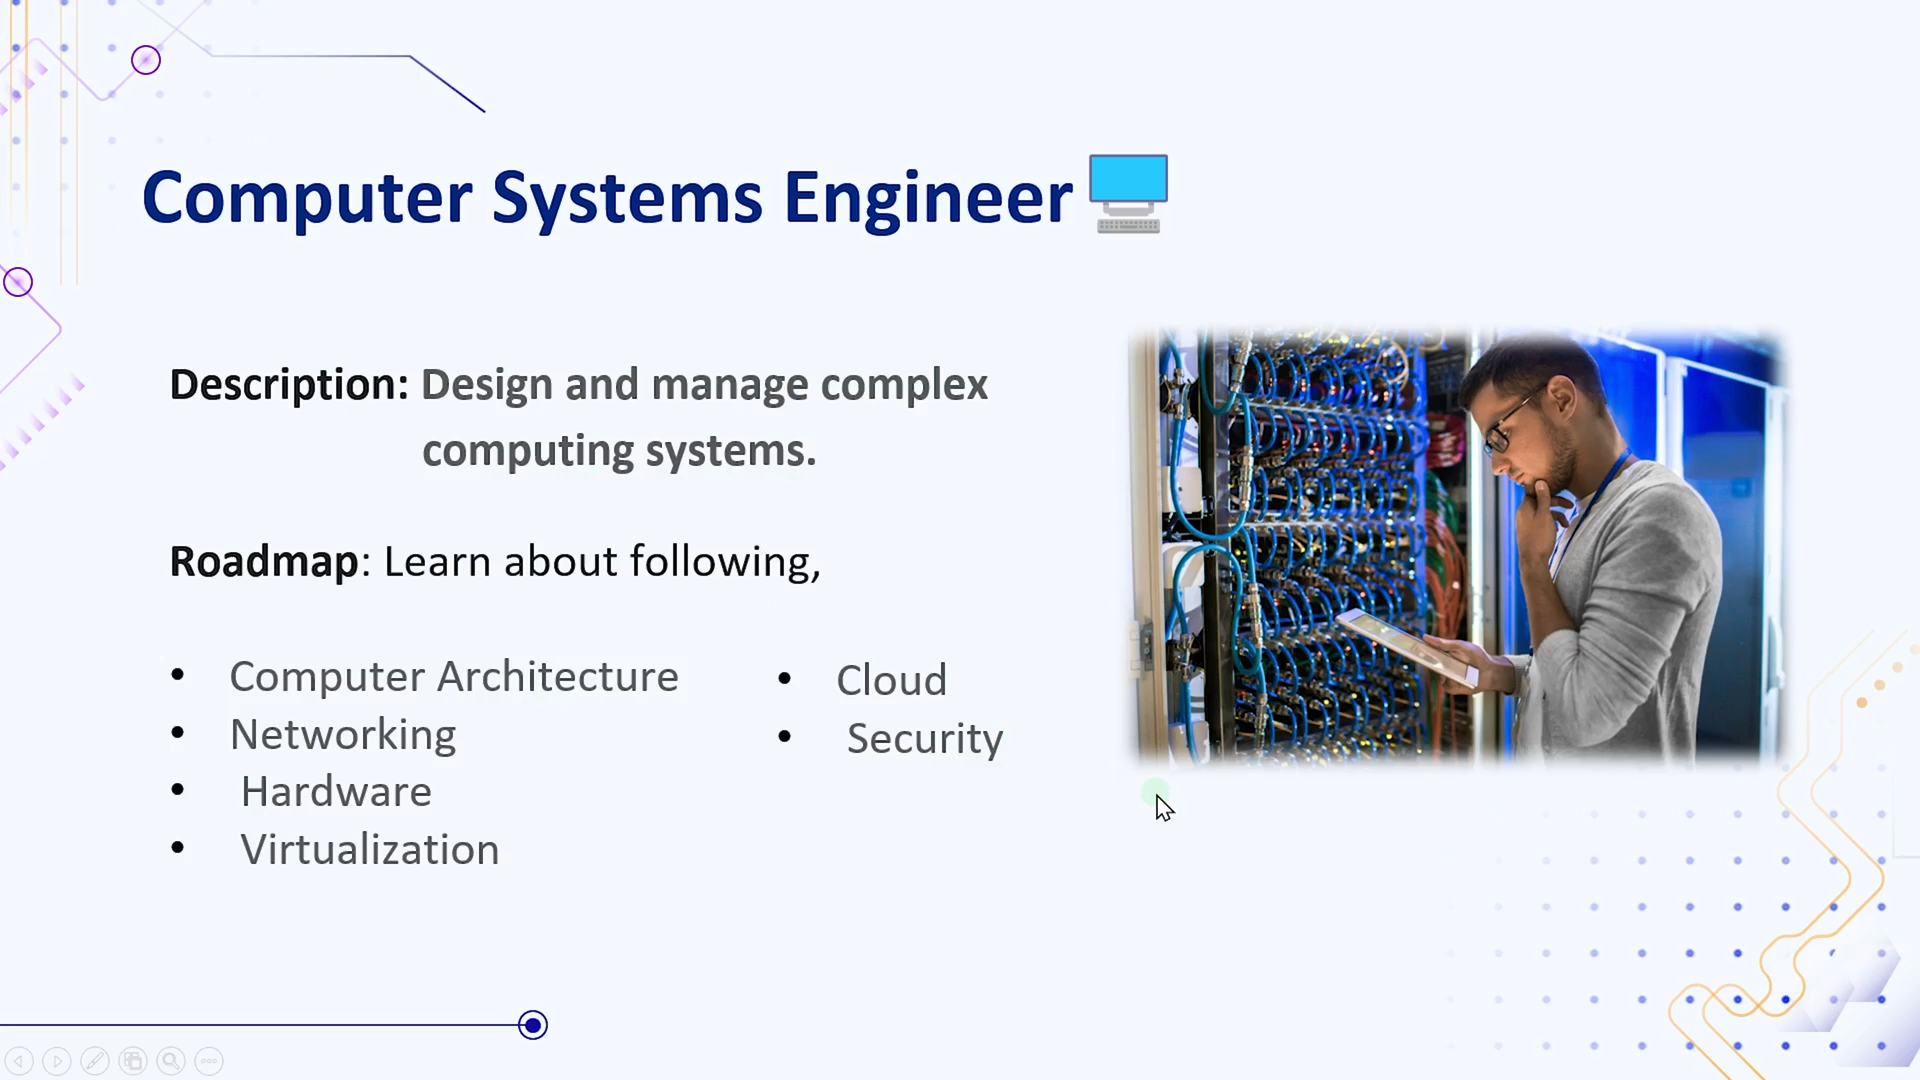 Computer Systems Engineer
Description: Design and manage complex
computing systems.
Roadmap: Learn about following,
• Computer Architecture
• Networking
• Hardware
• Virtualization
• Cloud
• Security